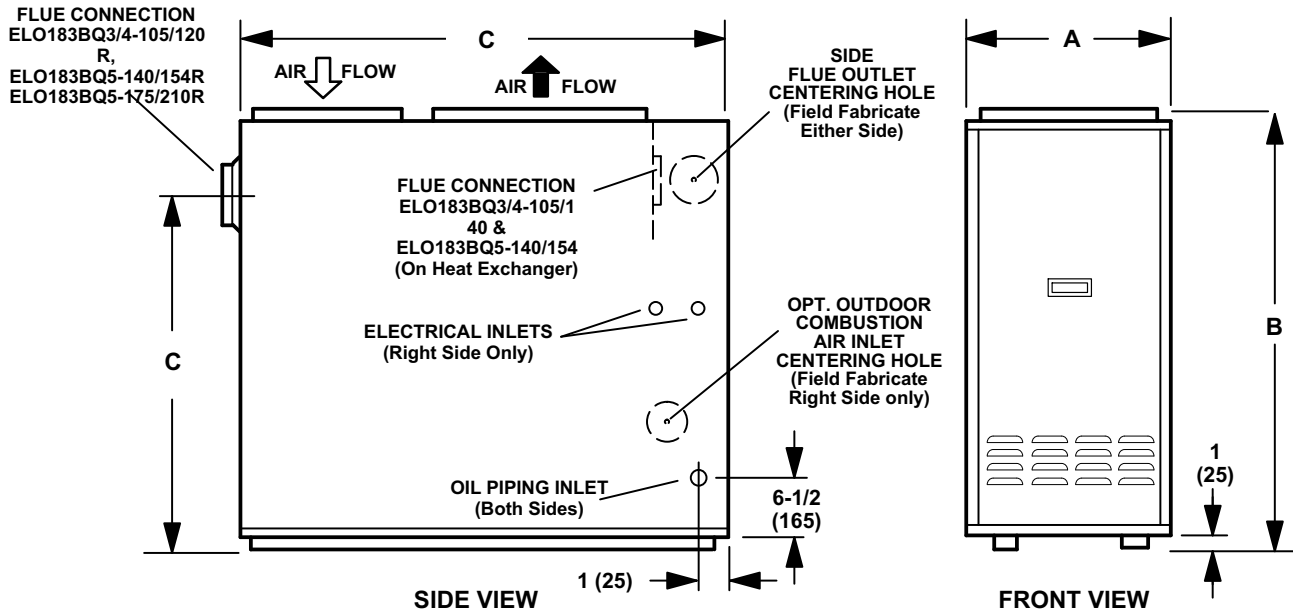 FLUE CONNECTION
ELO183BQ3/4-105/120
R,
ELO183BQ5-140/154R
ELO183BQ5-175/210R
C
AIR FLOW
AIR FLOW
SIDE
FLUE OUTLET
CENTERING HOLE
(Field Fabricate
Either Side)
A
FLUE CONNECTION
ELO183BQ3/4-105/1
40 &
ELO183BQ5-140/154
(On Heat Exchanger)
ELECTRICAL INLETS
(Right Side Only)
OPT. OUTDOOR
COMBUSTION
AIR INLET
CENTERING HOLE
(Field Fabricate
Right Side only)
C
B
OIL PIPING INLET
(Both Sides)
6-1/2
(165)
1
(25)
1 (25)
SIDE VIEW
FRONT VIEW